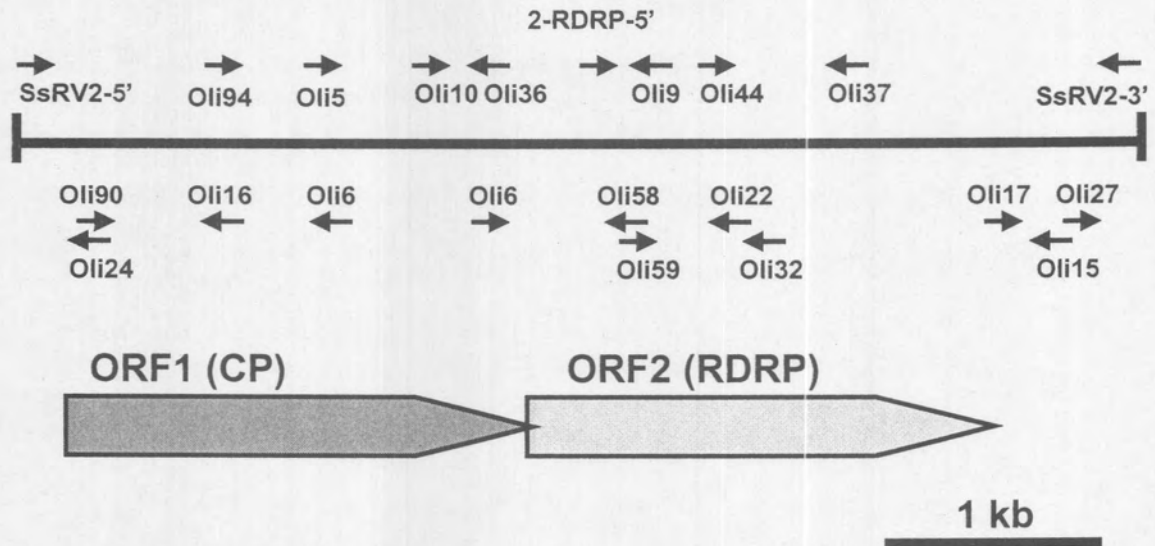 2-RDRP-5'
SsRV2-5' Oli94 Oli5 Oli10 Oli36 Oli9 Oli44 Oli37 SsRV2-3'
Oli90 Oli16 Oli6 Oli6 Oli58 Oli22 Oli17 Oli27
Oli24 Oli59 Oli32 Oli15
ORF1 (CP) ORF2 (RDRP)
1 kb